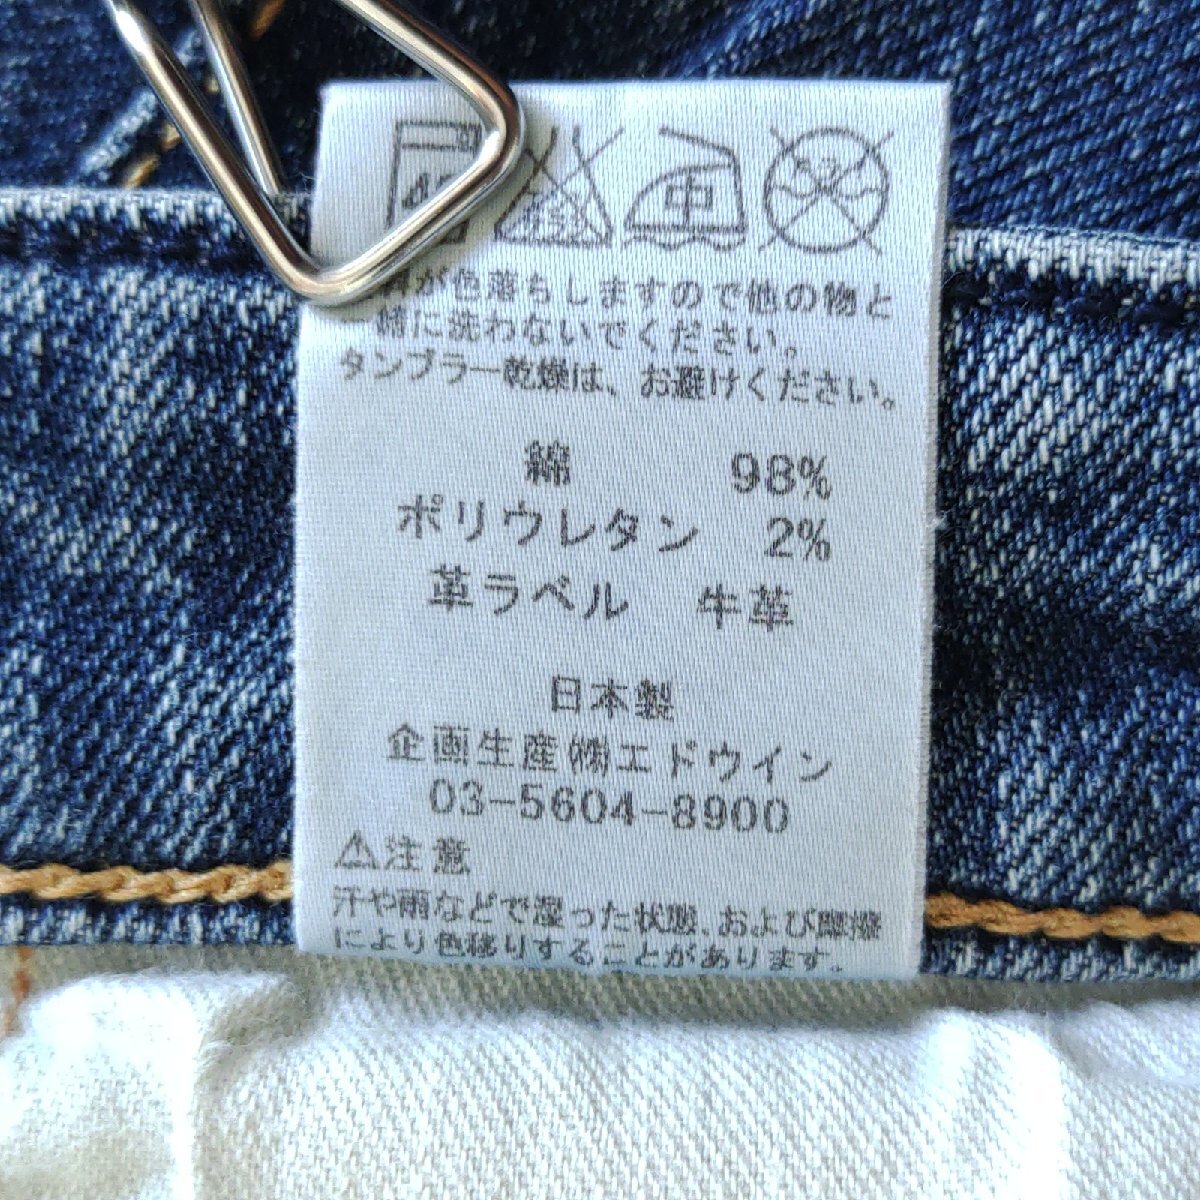 中
が色落ちしますので他の物と
緒に洗わないでください。
タンブラー乾燥は、お避けください。
綿 98%
ポリウレタン 2%
革ラベル 牛革
日本製
企画生産㈱エドウイン
03-5604-8900
⚠注意
汗や雨などで湿った状態、および摩擦
により色移りすることがあります。